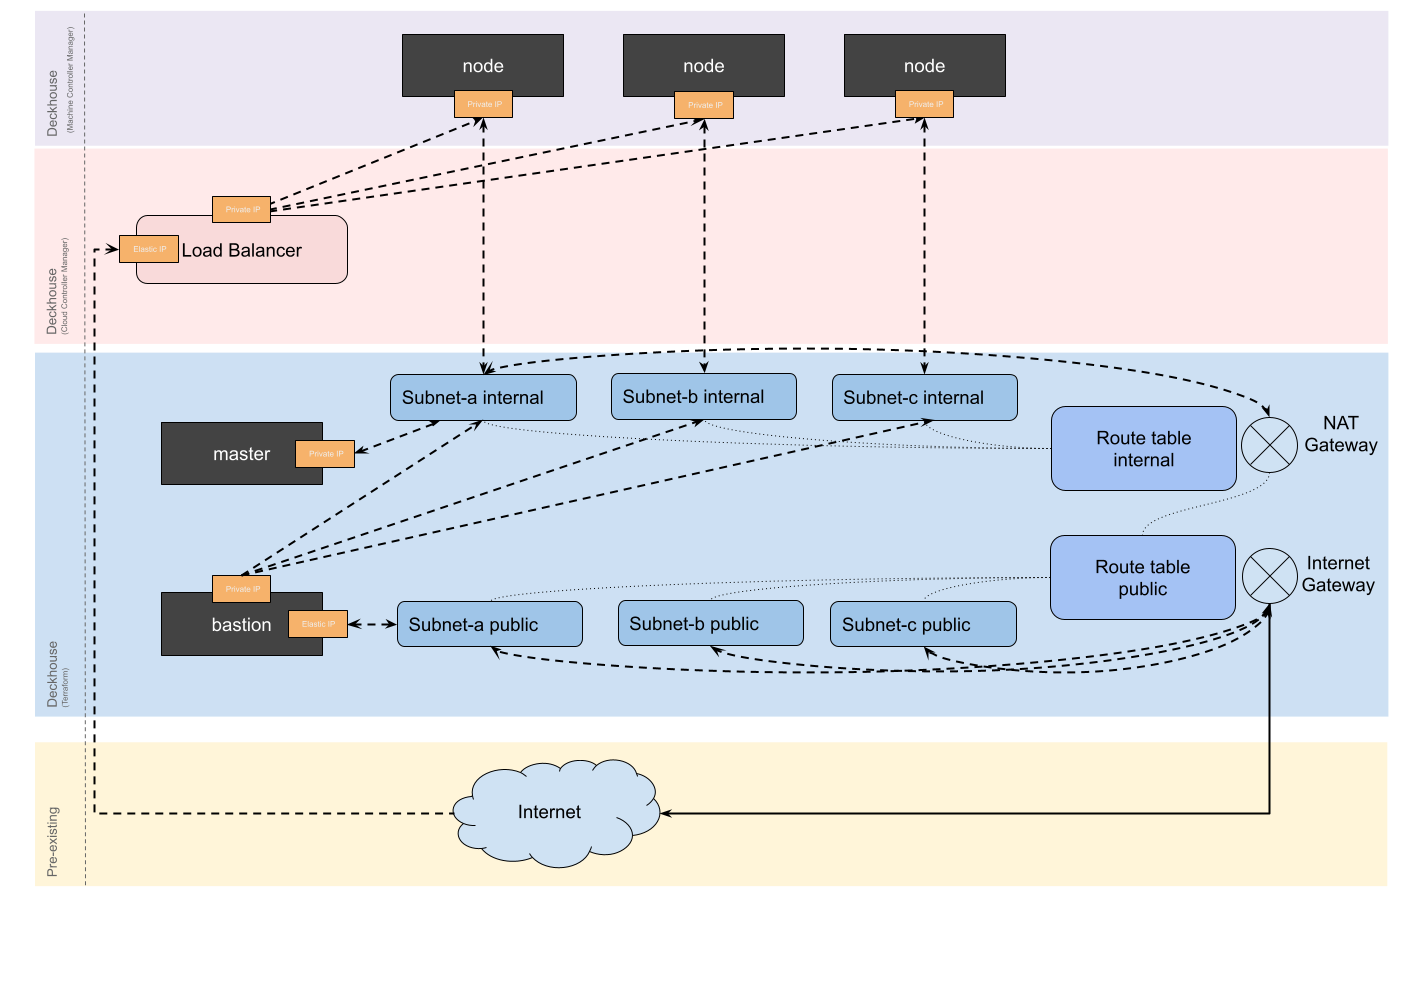 Deckhouse
(Machine Controller Manager)
node
node
node
Private IP
Private IP
Private IP
Deckhouse
(Cloud Controller Manager)
Private IP
Elastic IP
Load Balancer
Deckhouse
(Terraform)
Subnet-a internal
Subnet-b internal
Subnet-c internal
master
Private IP
Route table
internal
NAT
Gateway
Private IP
bastion
Elastic IP
Subnet-a public
Subnet-b public
Subnet-c public
Route table
public
Internet
Gateway
Pre-existing
Internet